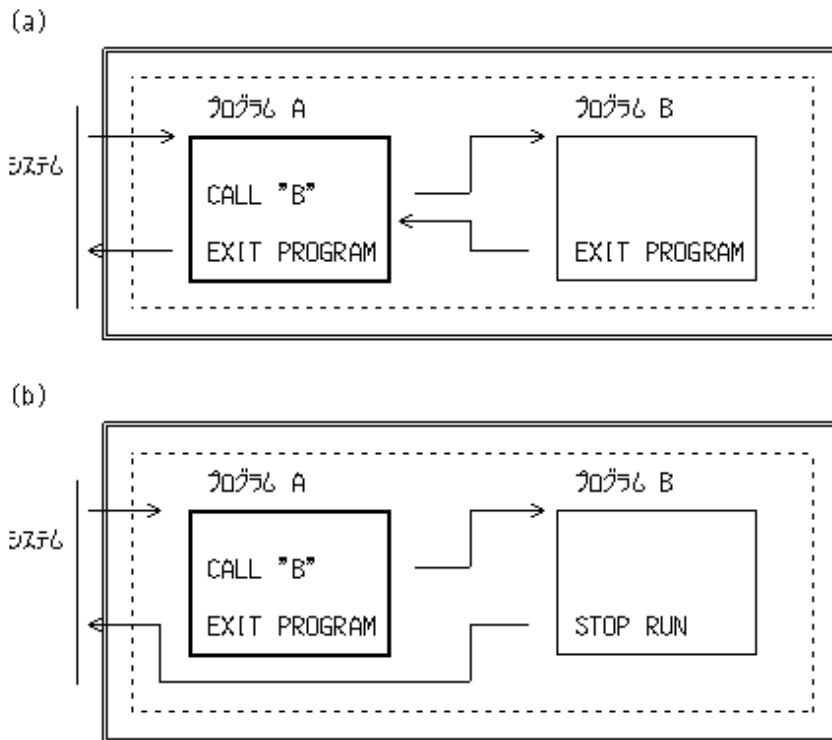 (a)
プログラム A
プログラム B
システム
CALL "B"
EXIT PROGRAM
EXIT PROGRAM
(b)
プログラム A
プログラム B
システム
CALL "B"
EXIT PROGRAM
STOP RUN